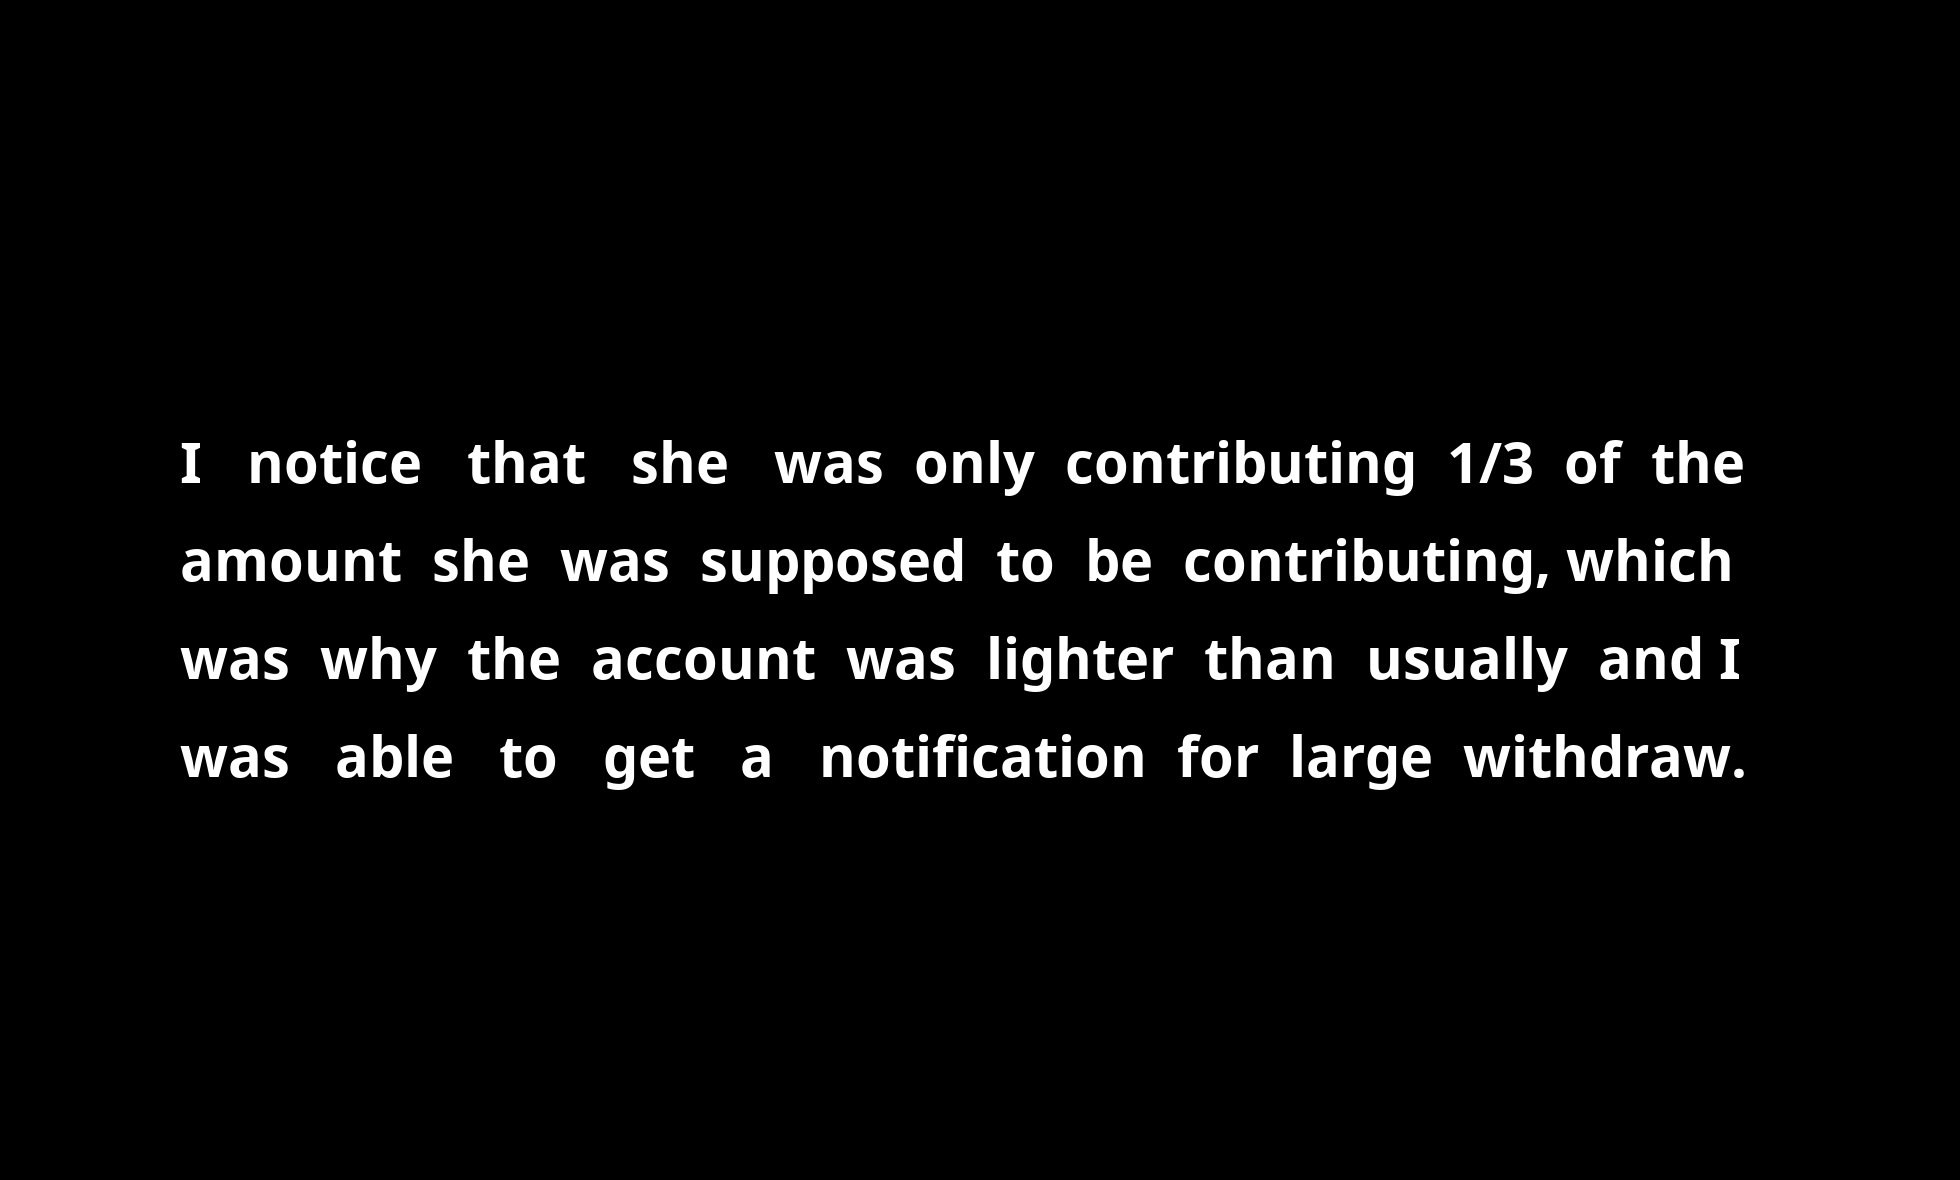 I notice that she was only contributing 1/3 of the
amount she was supposed to be contributing, which
was why the account was lighter than usually and I
was able to get a notification for large withdraw.